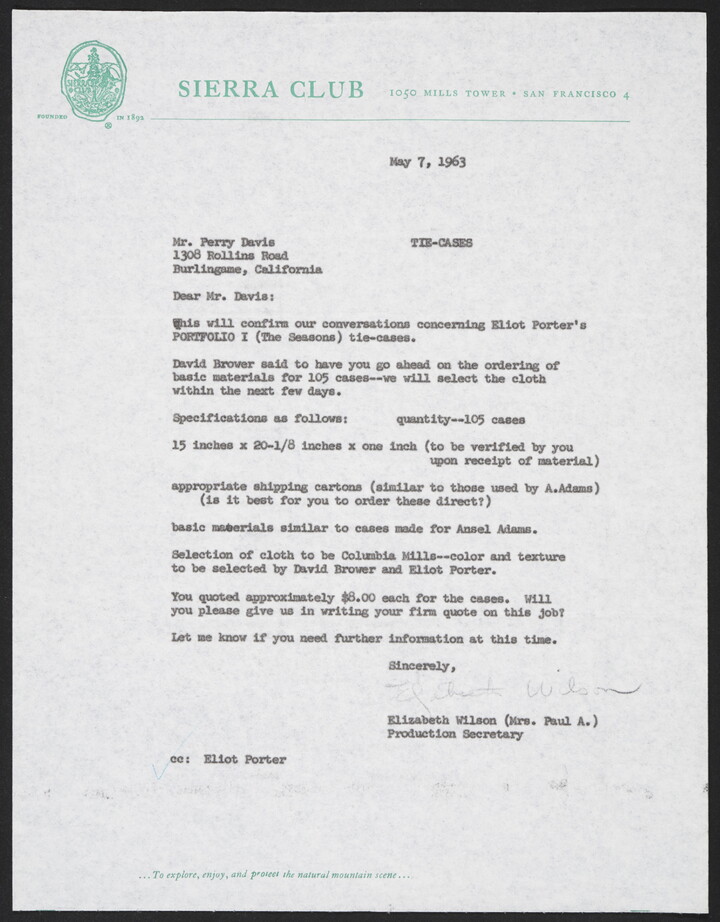 SIERRA CLUB
FOUNDED IN 1892
®
SIERRA CLUB 1050 MILLS TOWER • SAN FRANCISCO 4
May 7, 1963
Mr. Perry Davis TIE-CASES
1308 Rollins Road
Burlingame, California
Dear Mr. Davis:
This will confirm our conversations concerning Eliot Porter's
PORTFOLIO I (The Seasons) tie-cases.
David Brower said to have you go ahead on the ordering of
basic materials for 105 cases--we will select the cloth
within the next few days.
Specifications as follows: quantity--105 cases
15 inches x 20-1/8 inches x one inch (to be verified by you
upon receipt of material)
appropriate shipping cartons (similar to those used by A.Adams)
(is it best for you to order these direct?)
basic materials similar to cases made for Ansel Adams.
Selection of cloth to be Columbia Mills--color and texture
to be selected by David Brower and Eliot Porter.
You quoted approximately $8.00 each for the cases. Will
you please give us in writing your firm quote on this job?
Let me know if you need further information at this time.
Sincerely,
Elizabeth Wilson
Elizabeth Wilson (Mrs. Paul A.)
Production Secretary
cc: Eliot Porter
...To explore, enjoy, and protect the natural mountain scene....